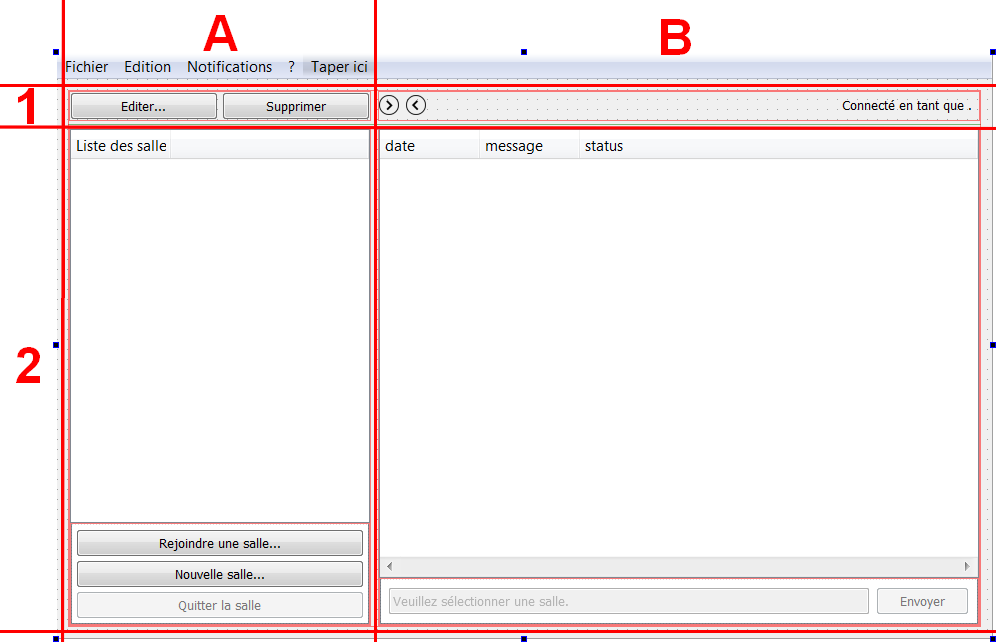 A
B
Fichier Edition Notifications ? Taper ici
1
Editer... Supprimer
Connecté en tant que .
Liste des salle
date message status
2
Rejoindre une salle...
Nouvelle salle...
Quitter la salle
Veuillez sélectionner une salle.
Envoyer